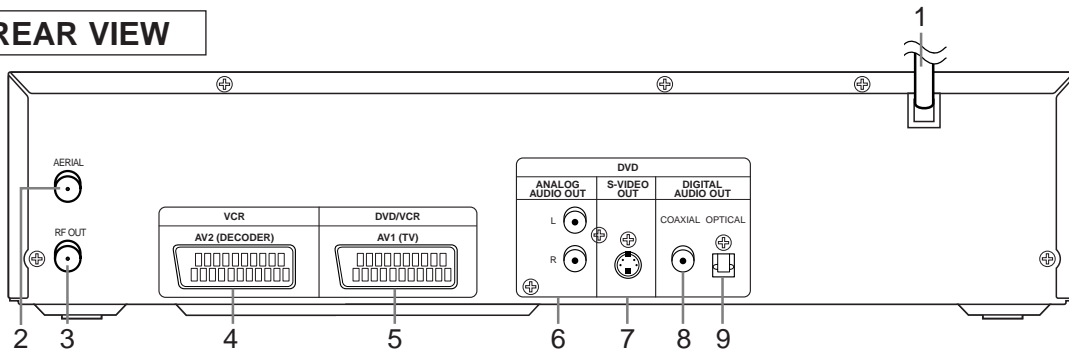 REAR VIEW
1
AERIAL
RF OUT
VCR
DVD/VCR
AV2 (DECODER)
AV1 (TV)
DVD
ANALOG
AUDIO OUT
S-VIDEO
OUT
DIGITAL
AUDIO OUT
L
R
COAXIAL OPTICAL
2 3 4 5 6 7 8 9